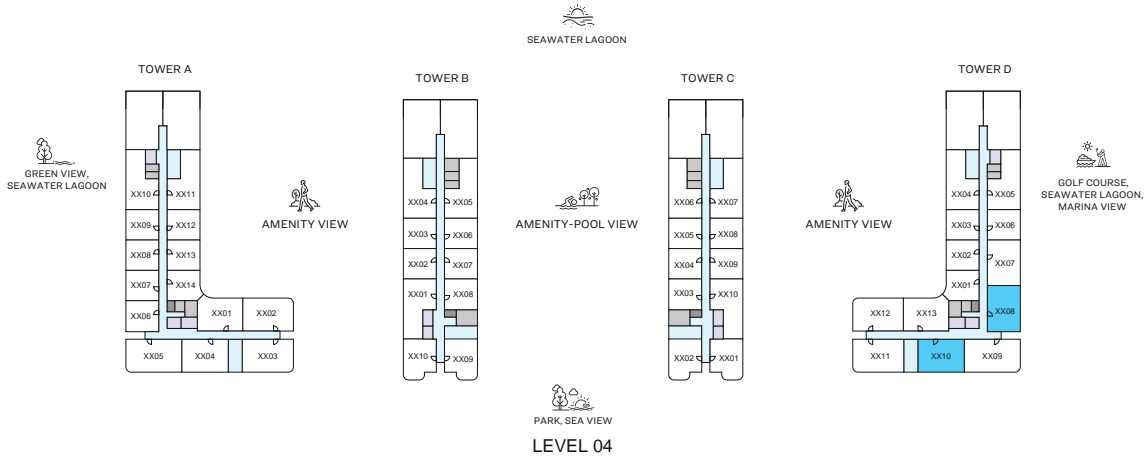 SEAWATER LAGOON
TOWER A
TOWER B
TOWER C
TOWER D
GREEN VIEW,
SEAWATER LAGOON
AMENITY VIEW
AMENITY-POOL VIEW
AMENITY VIEW
GOLF COURSE,
SEAWATER LAGOON,
MARINA VIEW
XX10 XX11
XX09 XX12
XX08 XX13
XX07 XX14
XX06 XX01 XX02
XX05 XX04 XX03
XX04 XX05
XX03 XX06
XX02 XX07
XX01 XX08
XX10 XX09
XX06 XX07
XX05 XX08
XX04 XX09
XX03 XX10
XX02 XX01
XX04 XX05
XX03 XX06
XX02 XX07
XX01
XX12 XX13 XX08
XX11 XX10 XX09
PARK, SEA VIEW
LEVEL 04